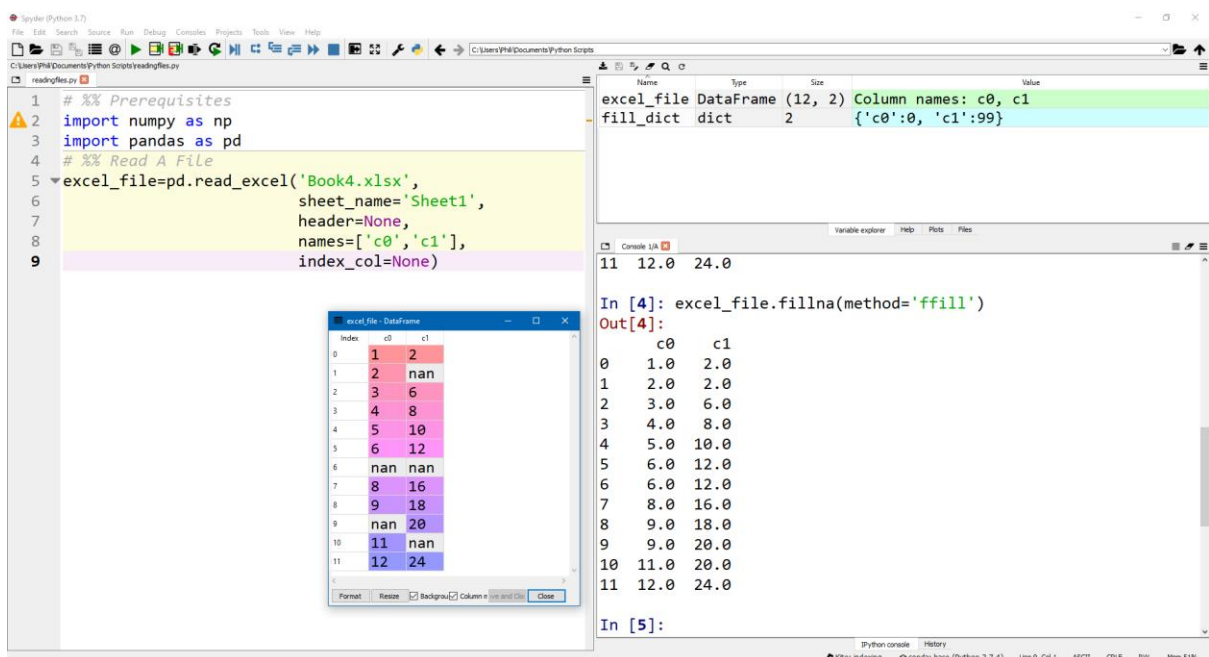 Spyder (Python 3.7)
File Edit Search Source Run Debug Consoles Projects Tools View Help
C:\Users\Phili\Documents\Python Scripts
C:\Users\Phili\Documents\Python Scripts\readingfiles.py
readingfiles.py
1 # %% Prerequisites
2 import numpy as np
3 import pandas as pd
4 # %% Read A File
5 excel_file=pd.read_excel('Book4.xlsx',
6 sheet_name='Sheet1',
7 header=None,
8 names=['c0','c1'],
9 index_col=None)
excel_file - DataFrame
Index c0 c1
0 1 2
1 2 nan
2 3 6
3 4 8
4 5 10
5 6 12
6 nan nan
7 8 16
8 9 18
9 nan 20
10 11 nan
11 12 24
Format Resize Backgrou Column Close
Name Type Size Value
excel_file DataFrame (12, 2) Column names: c0, c1
fill_dict dict 2 {'c0':0, 'c1':99}
Variable explorer Help Plots Files
Console 1/A
11 12.0 24.0
In [4]: excel_file.fillna(method='ffill')
Out[4]:
c0 c1
0 1.0 2.0
1 2.0 2.0
2 3.0 6.0
3 4.0 8.0
4 5.0 10.0
5 6.0 12.0
6 6.0 12.0
7 8.0 16.0
8 9.0 18.0
9 9.0 20.0
10 11.0 20.0
11 12.0 24.0
In [5]:
IPython console History